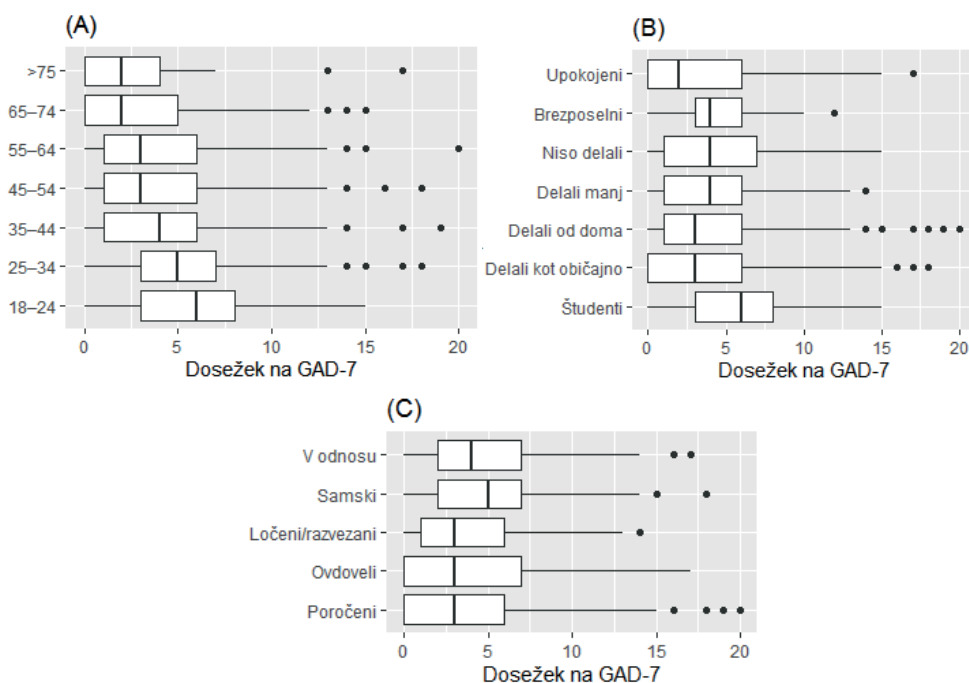 (A)
>75
65–74
55–64
45–54
35–44
25–34
18–24
0 5 10 15 20
Dosežek na GAD-7
(B)
Upokojeni
Brezposelni
Niso delali
Delali manj
Delali od doma
Delali kot običajno
Študenti
0 5 10 15 20
Dosežek na GAD-7
(C)
V odnosu
Samski
Ločeni/razvezani
Ovdoveli
Poročeni
0 5 10 15 20
Dosežek na GAD-7